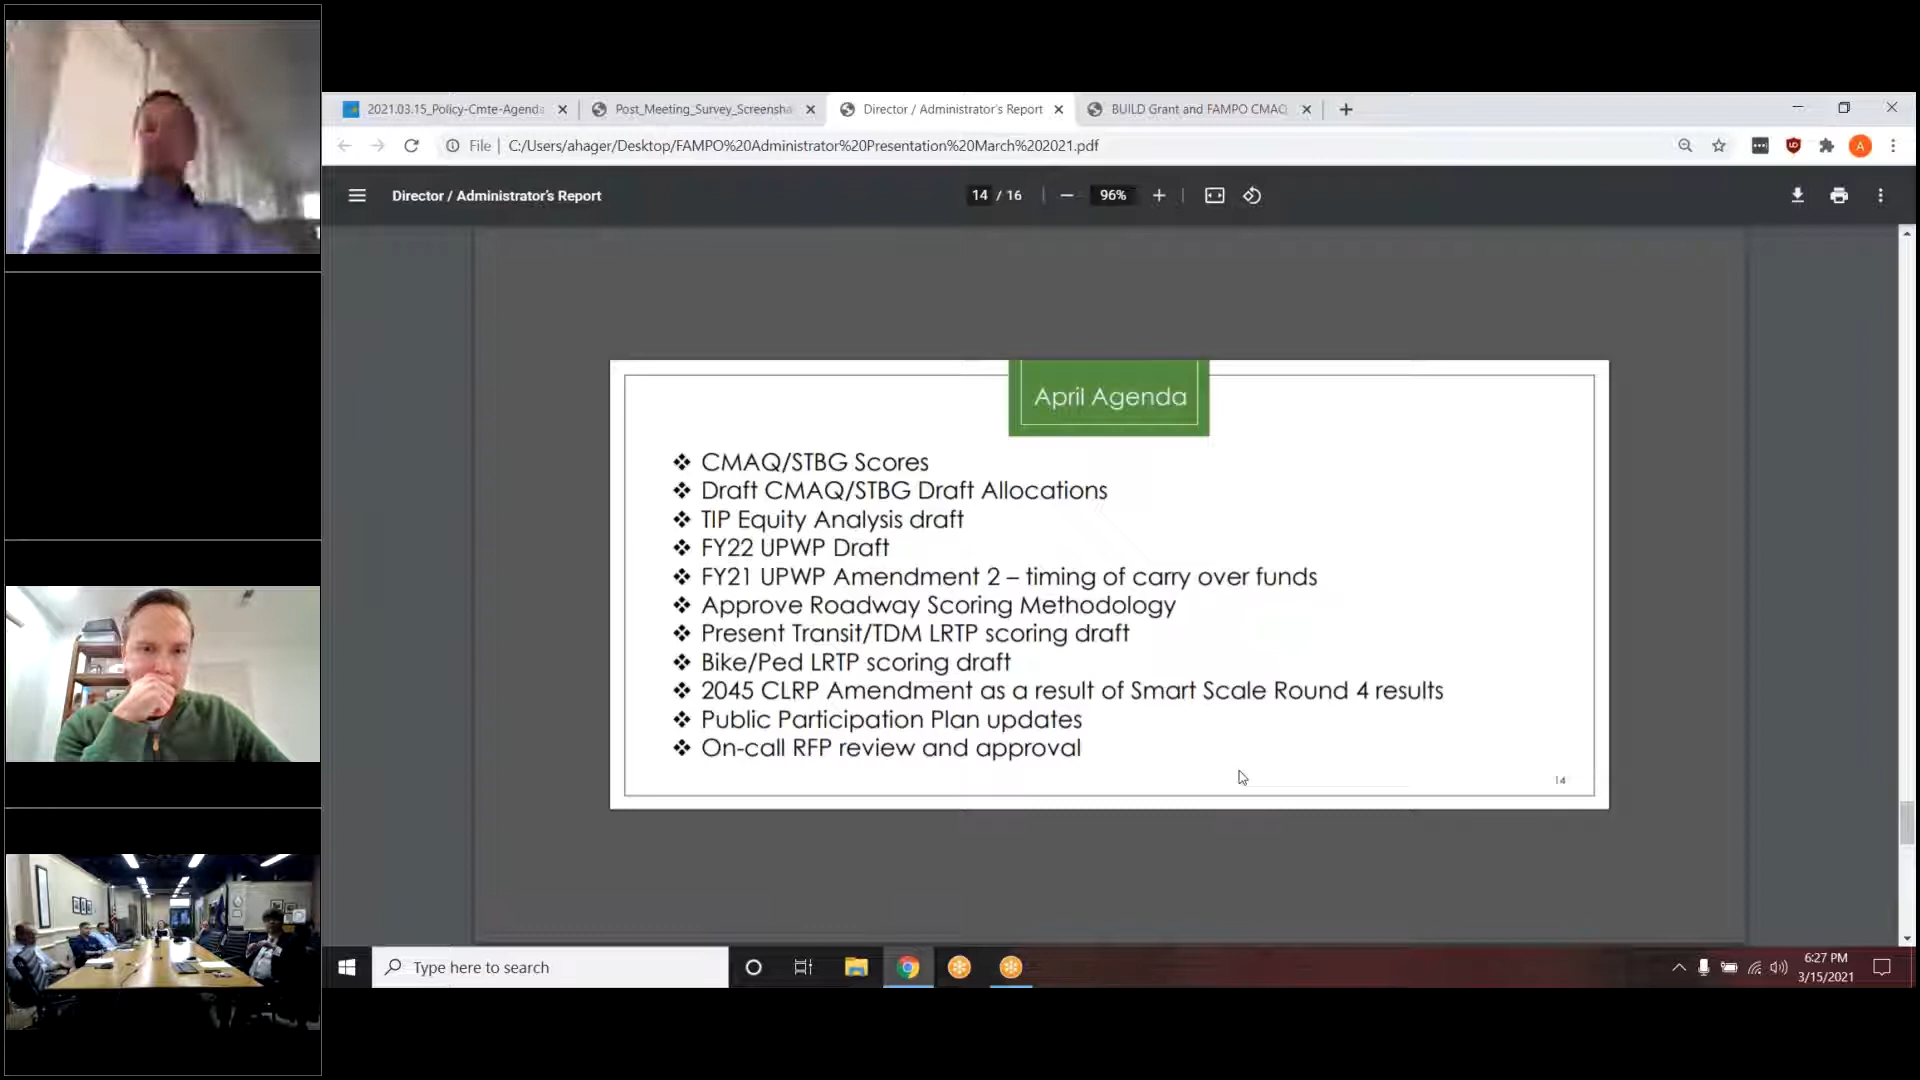 2021.03.15_Policy-Cmte-Agenda
Post_Meeting_Survey_Screensha
Director / Administrator's Report
BUILD Grant and FAMPO CMAQ
File
C:/Users/ahager/Desktop/FAMPO%20Administrator%20Presentation%20March%202021.pdf
A
Director / Administrator's Report
14 / 16
96%
April Agenda
❖ CMAQ/STBG Scores
❖ Draft CMAQ/STBG Draft Allocations
❖ TIP Equity Analysis draft
❖ FY22 UPWP Draft
❖ FY21 UPWP Amendment 2 – timing of carry over funds
❖ Approve Roadway Scoring Methodology
❖ Present Transit/TDM LRTP scoring draft
❖ Bike/Ped LRTP scoring draft
❖ 2045 CLRP Amendment as a result of Smart Scale Round 4 results
❖ Public Participation Plan updates
❖ On-call RFP review and approval
14
Type here to search
6:27 PM
3/15/2021